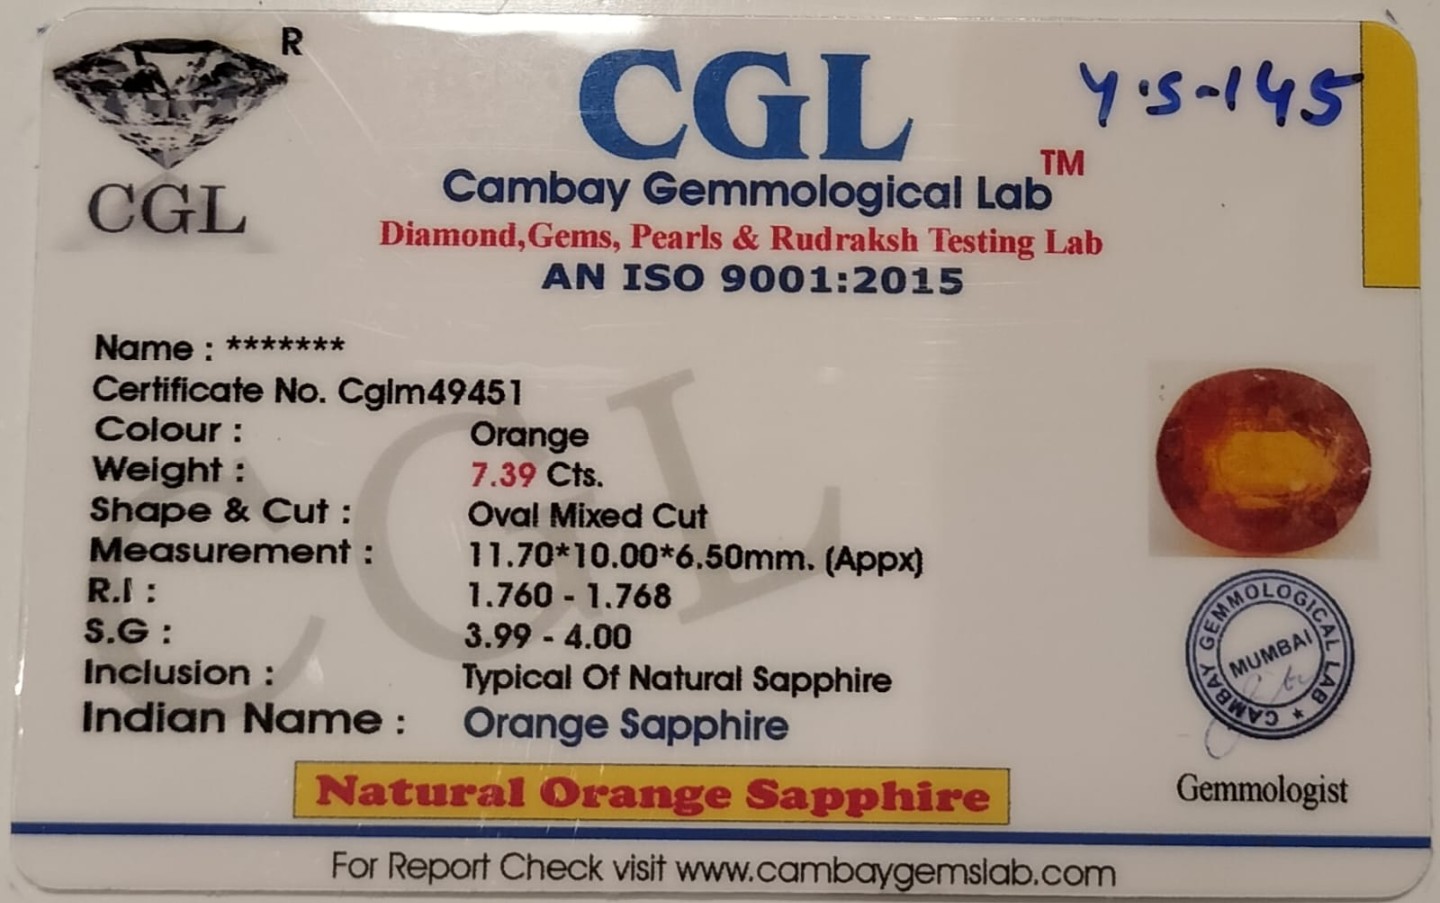 R
CGL
CGL
Y.S-145
Cambay Gemmological Lab TM
Diamond,Gems, Pearls & Rudraksh Testing Lab
AN ISO 9001:2015
Name : *******
Certificate No. Cglm49451
Colour : Orange
Weight : 7.39 Cts.
Shape & Cut : Oval Mixed Cut
Measurement : 11.70*10.00*6.50mm. (Appx)
R.I : 1.760 - 1.768
S.G : 3.99 - 4.00
Inclusion : Typical Of Natural Sapphire
Indian Name : Orange Sapphire
CGL
CAMBAY GEMMOLOGICAL LAB *
MUMBAI
Gemmologist
Natural Orange Sapphire
For Report Check visit www.cambaygemslab.com